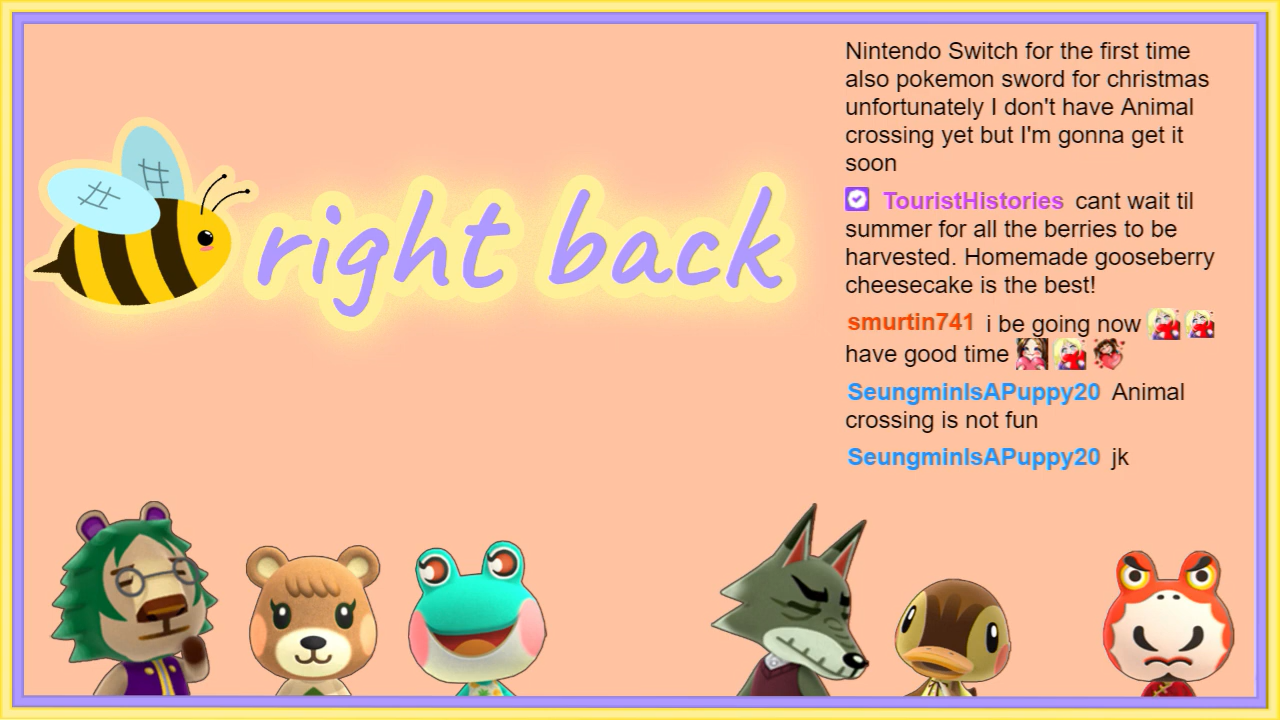 right back
Nintendo Switch for the first time
also pokemon sword for christmas
unfortunately I don't have Animal
crossing yet but I'm gonna get it
soon
TouristHistories cant wait til
summer for all the berries to be
harvested. Homemade gooseberry
cheesecake is the best!
smurtin741 i be going now
have good time
SeungminIsAPuppy20 Animal
crossing is not fun
SeungminIsAPuppy20 jk